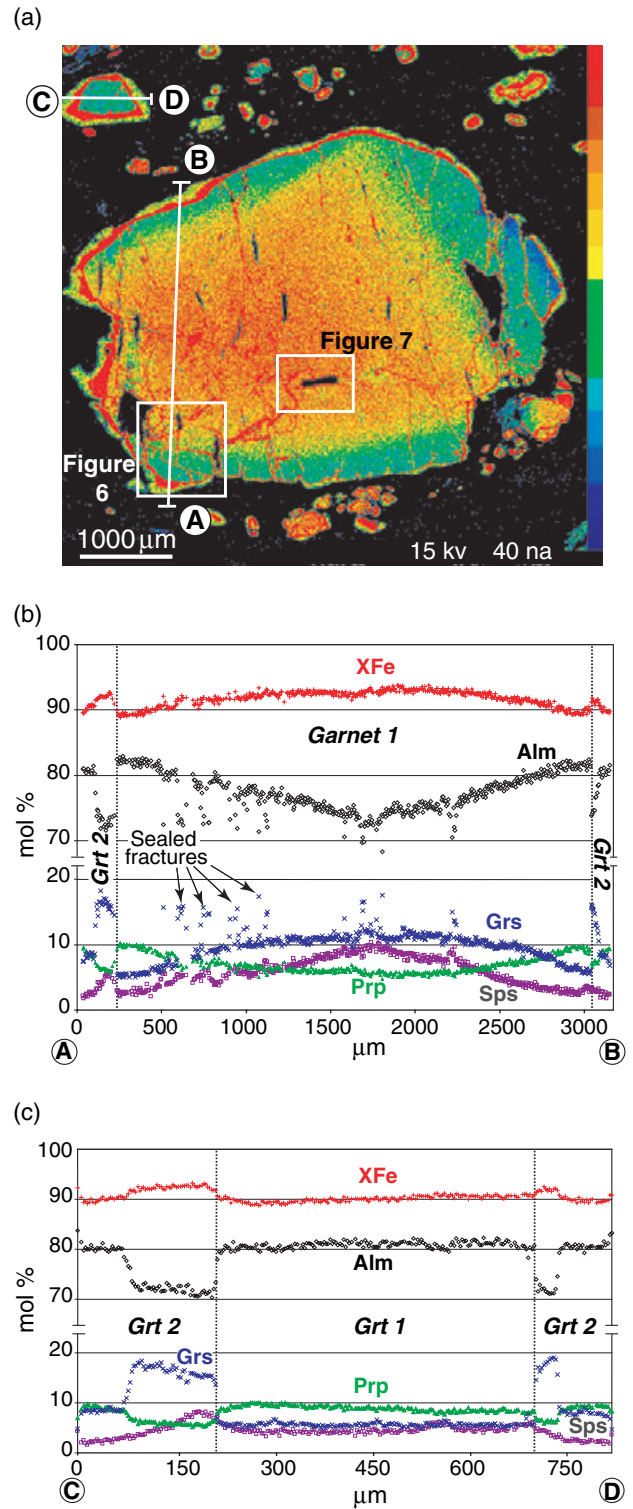 (a)
C
D
B
Figure 7
Figure
6
A
1000 µm
15 kv 40 na
(b)
100
XFe
90
Garnet 1
Alm
80
mol %
70
Grt 2
Sealed
fractures
Grt 2
20
Grs
10
Prp
Sps
0
0 500 1000 1500 2000 2500 3000
A
µm
B
(c)
100
XFe
90
80
Alm
mol %
70
Grt 2
Grt 1
Grt 2
20
Grs
Prp
10
Sps
0
0 150 300 450 600 750
C
µm
D